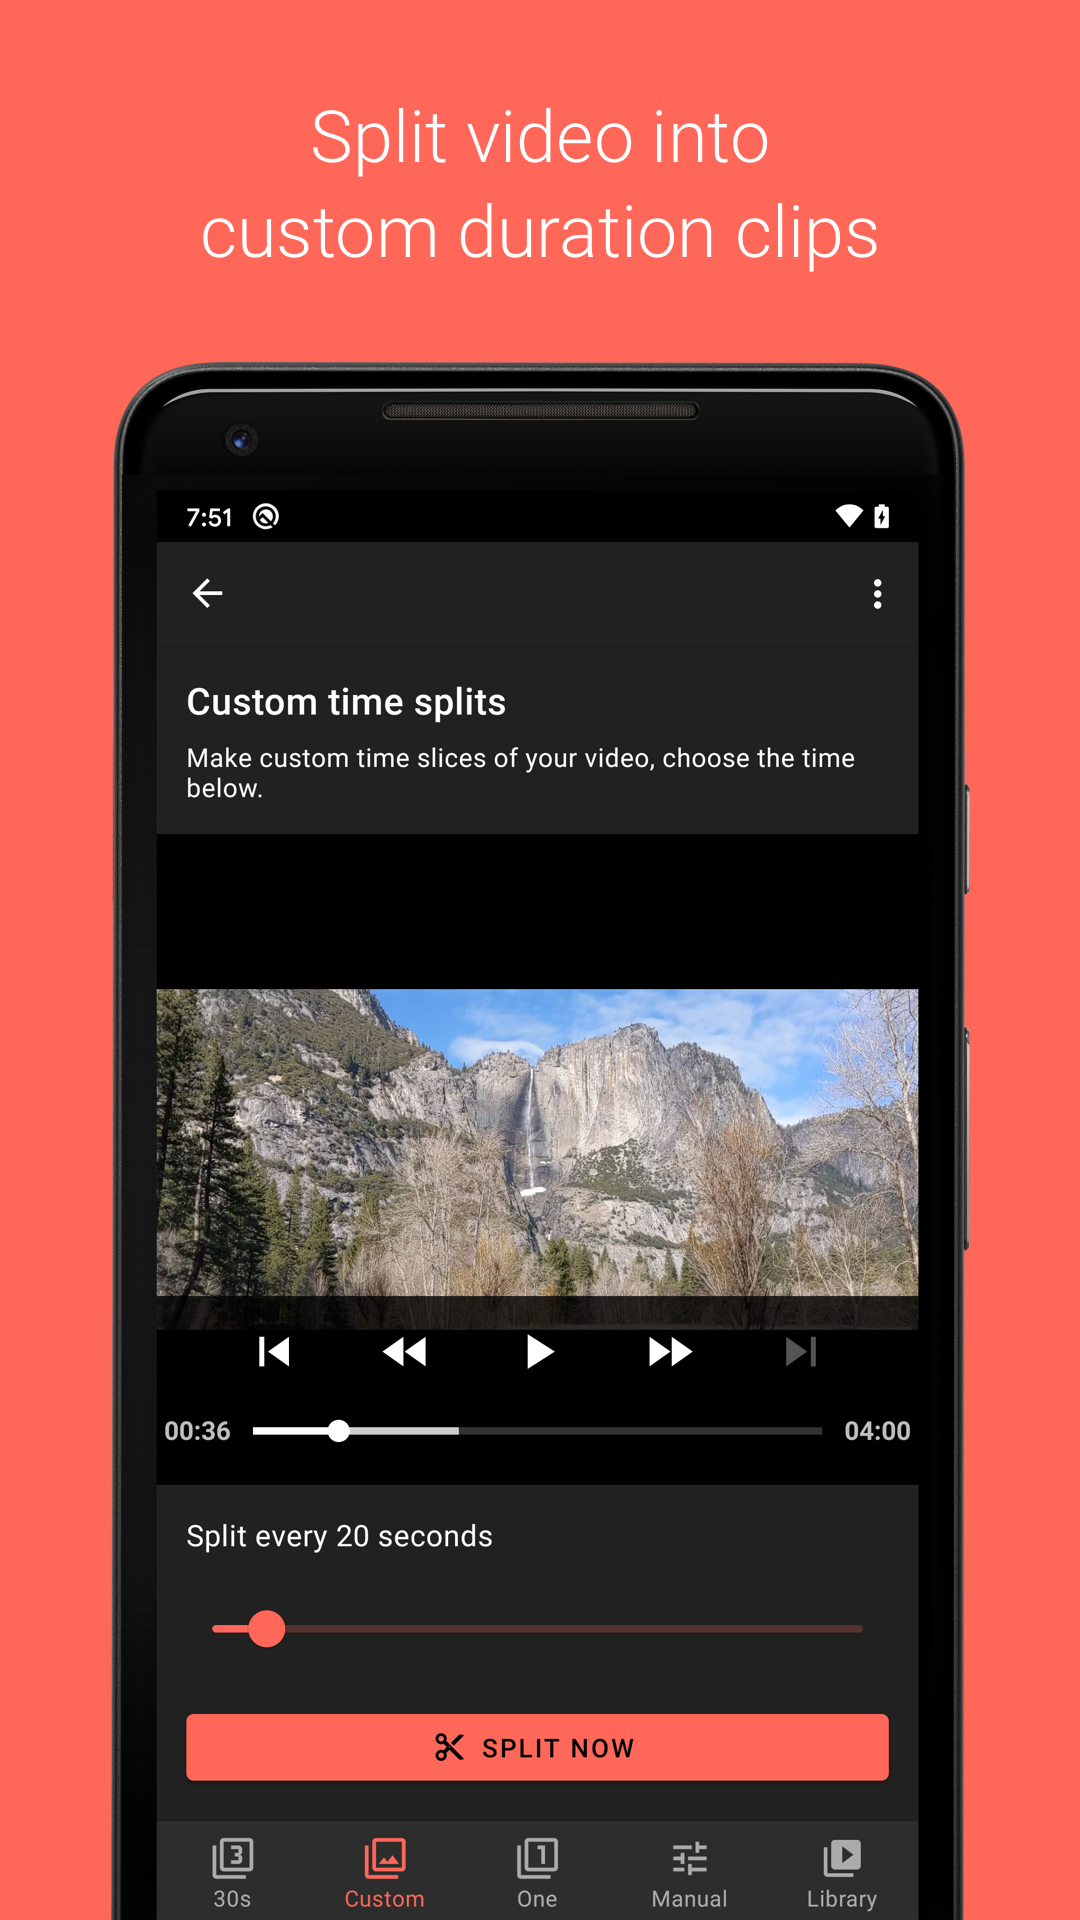 Split video into
custom duration clips
7:51
Custom time splits
Make custom time slices of your video, choose the time
below.
00:36
04:00
Split every 20 seconds
SPLIT NOW
3
1
30s
Custom
One
Manual
Library